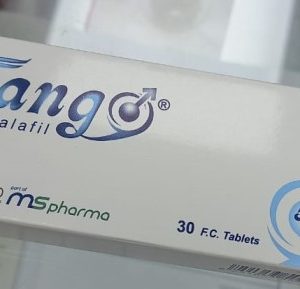 ango®
alafil
part of
mspharma
30 F.C. Tablets